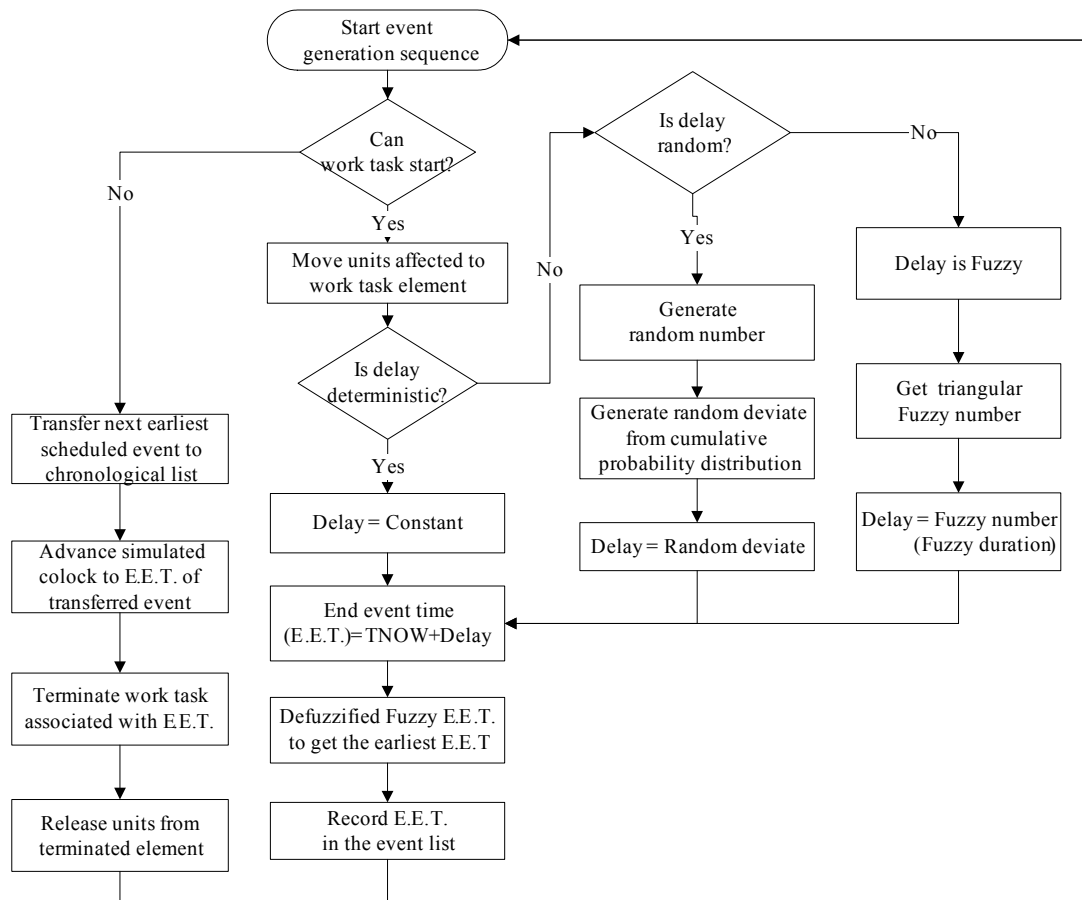 Start event
generation sequence
Can
work task start?
No
Yes
Move units affected to
work task element
Is delay
deterministic?
No
Yes
Delay = Constant
End event time
(E.E.T.)=TNOW+Delay
Defuzzified Fuzzy E.E.T.
to get the earliest E.E.T
Record E.E.T.
in the event list
Transfer next earliest
scheduled event to
chronological list
Advance simulated
colock to E.E.T. of
transferred event
Terminate work task
associated with E.E.T.
Release units from
terminated element
Is delay
random?
No
Yes
Generate
random number
Generate random deviate
from cumulative
probability distribution
Delay = Random deviate
Delay is Fuzzy
Get triangular
Fuzzy number
Delay = Fuzzy number
(Fuzzy duration)